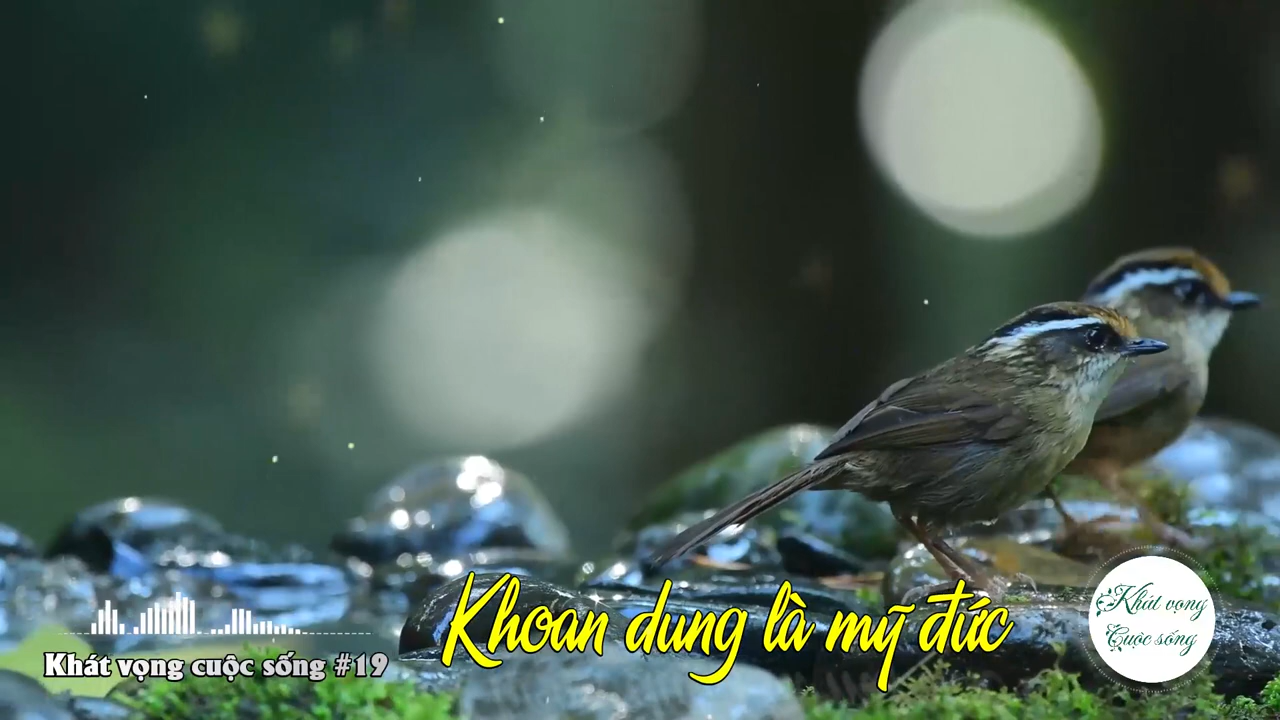 Khoan dung là mỹ đức
Khát vọng cuộc sống #19
Khát vọng
Cuộc sống